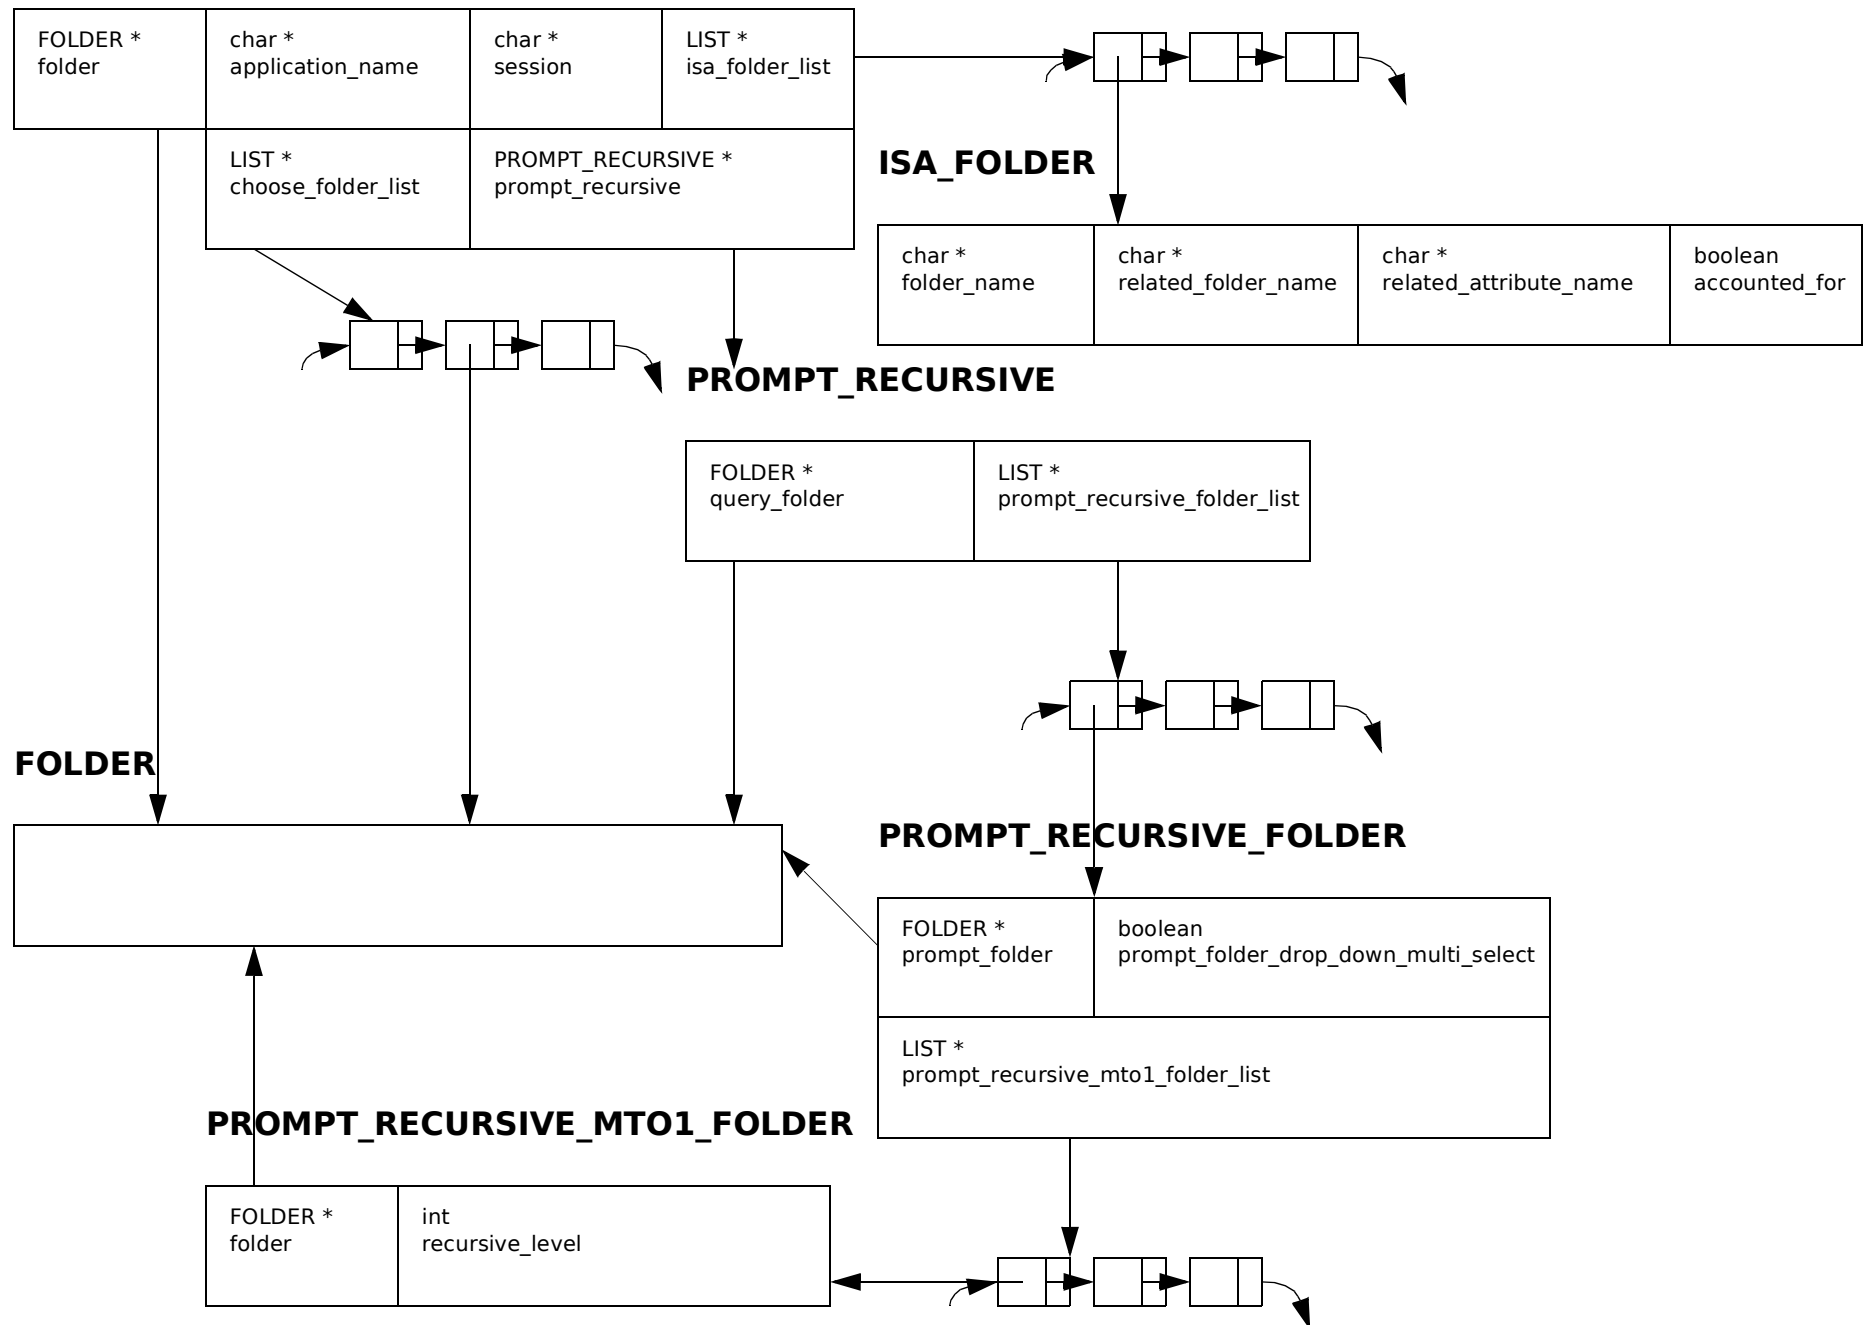 FOLDER *
folder
char *
application_name
char *
session
LIST *
isa_folder_list
LIST *
choose_folder_list
PROMPT_RECURSIVE *
prompt_recursive
ISA_FOLDER
char *
folder_name
char *
related_folder_name
char *
related_attribute_name
boolean
accounted_for
PROMPT_RECURSIVE
FOLDER *
query_folder
LIST *
prompt_recursive_folder_list
FOLDER
PROMPT_RECURSIVE_FOLDER
FOLDER *
prompt_folder
boolean
prompt_folder_drop_down_multi_select
LIST *
prompt_recursive_mto1_folder_list
PROMPT_RECURSIVE_MTO1_FOLDER
FOLDER *
folder
int
recursive_level